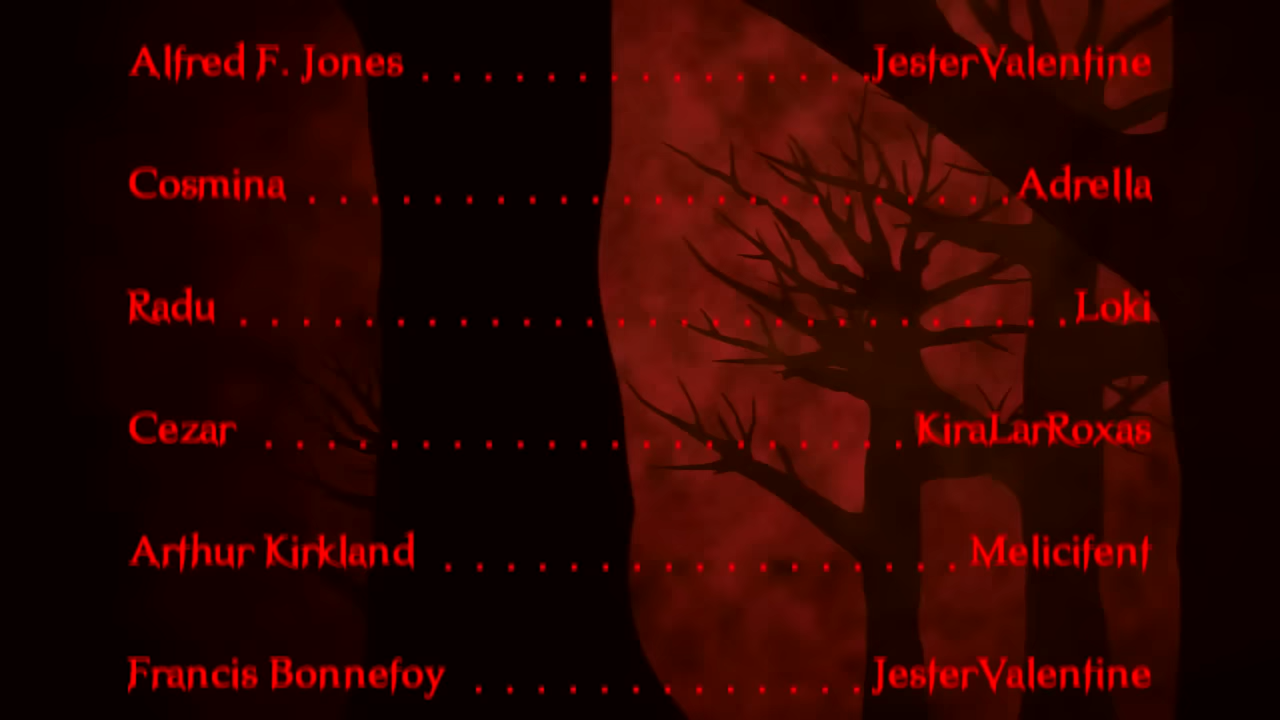 Alfred F. Jones . . . . . . . . . . . . . . . JesterValentine
Cosmina . . . . . . . . . . . . . . . . . . . . . . . Adrella
Radu . . . . . . . . . . . . . . . . . . . . . . . . . . . Loki
Cezar . . . . . . . . . . . . . . . . . . . . . KiraLarRoxas
Arthur Kirkland . . . . . . . . . . . . . . . . . Melicifent
Francis Bonnefoy . . . . . . . . . . . . . JesterValentine